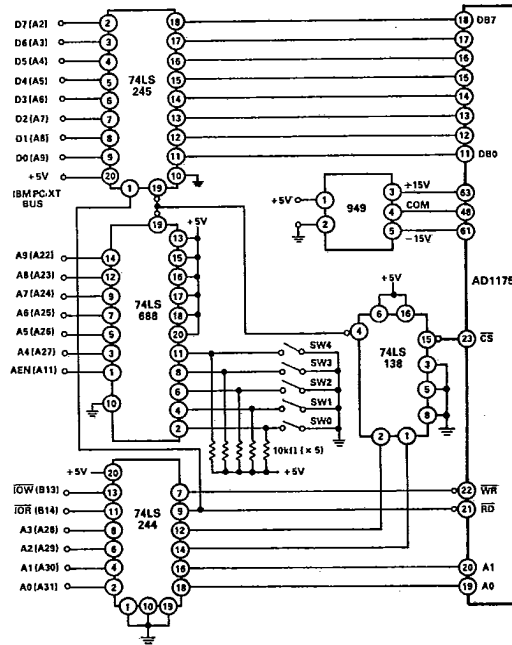 D7 (A2) 2 18 18 DB7
D6 (A3) 3 17 17
D5 (A4) 4 16 16
D4 (A5) 5 74LS 245 15 15
D3 (A6) 6 14 14
D2 (A7) 7 13 13
D1 (A8) 8 12 12
D0 (A9) 9 11 11 DB0
+5V 20 1 19 10
IBM PC/XT
BUS
+5V 1 949 3 +15V 63
2 4 COM 48
5 -15V 61
AD1175
19 +5V
13
A9 (A22) 14 15
A8 (A23) 12 16
A7 (A24) 9 74LS 688 17
A6 (A25) 7 18
A5 (A26) 5 20
A4 (A27) 3 11 SW4
AEN (A11) 1 8 SW3
6 SW2
10 4 SW1
2 SW0
10kΩ (× 5)
+5V
+5V
6 16
4 15 23 CS
74LS 138 3
5
8
2 1
+5V 20
IOW (B13) 13 7 22 WR
IOR (B14) 11 74LS 244 9 21 RD
A3 (A28) 8 12
A2 (A29) 6 14
A1 (A30) 4 16 20 A1
A0 (A31) 2 18 19 A0
1 10 19